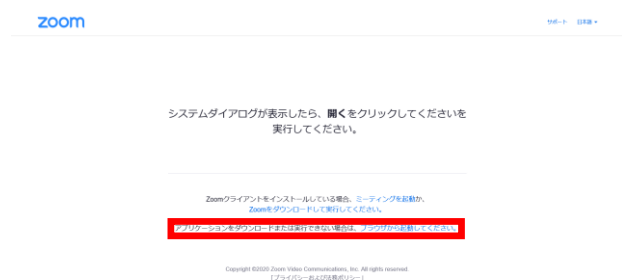 zoom
サポート 日本語
システムダイアログが表示したら、開くをクリックしてくださいを
実行してください。
Zoomクライアントをインストールしている場合、ミーティングを起動か、
Zoomをダウンロードして実行してください。
アプリケーションをダウンロードまたは実行できない場合は、ブラウザから起動してください。
Copyright ©2020 Zoom Video Communications, Inc. All rights reserved.
「プライバシーおよび法務ポリシー」